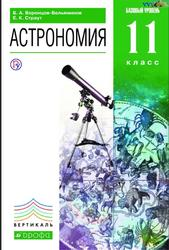 БАЗОВЫЙ УРОВЕНЬ
Б. А. Воронцов-Вельяминов
Е. К. Страут
АСТРОНОМИЯ
11
класс
ВЕРТИКАЛЬ
дрофа